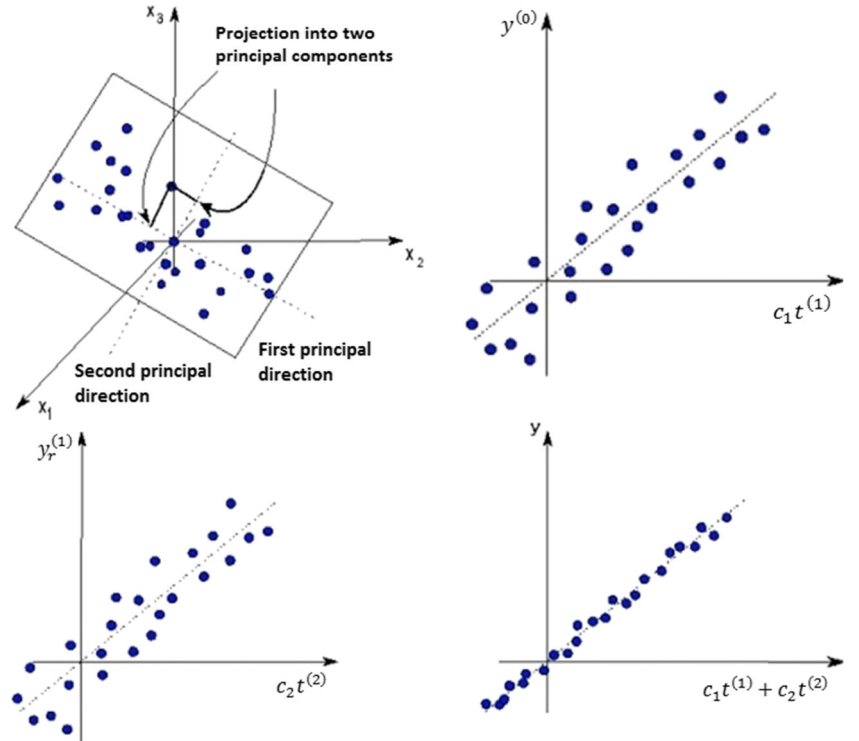 x₃
Projection into two
principal components
x₂
First principal
direction
Second principal
direction
x₁
y⁽⁰⁾
c₁t⁽¹⁾
yᵣ⁽¹⁾
c₂t⁽²⁾
y
c₁t⁽¹⁾ + c₂t⁽²⁾